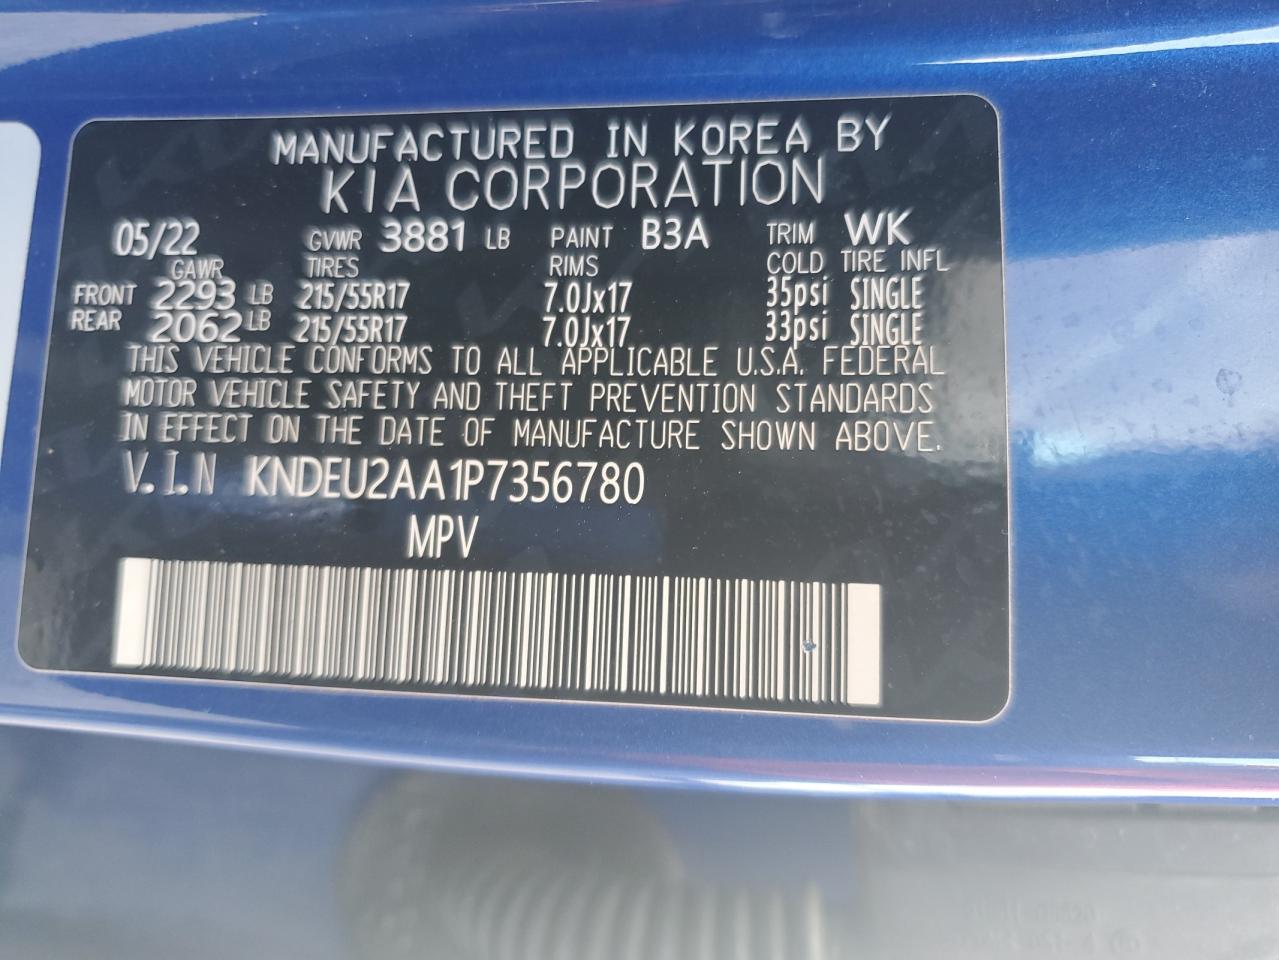 MANUFACTURED IN KOREA BY
KIA CORPORATION
05/22 GVWR 3881 LB PAINT B3A TRIM WK
GAWR TIRES RIMS COLD TIRE INFL
FRONT 2293 LB 215/55R17 7.0Jx17 35psi SINGLE
REAR 2062 LB 215/55R17 7.0Jx17 33psi SINGLE
THIS VEHICLE CONFORMS TO ALL APPLICABLE U.S.A. FEDERAL
MOTOR VEHICLE SAFETY AND THEFT PREVENTION STANDARDS
IN EFFECT ON THE DATE OF MANUFACTURE SHOWN ABOVE.
V.I.N KNDEU2AA1P7356780
MPV